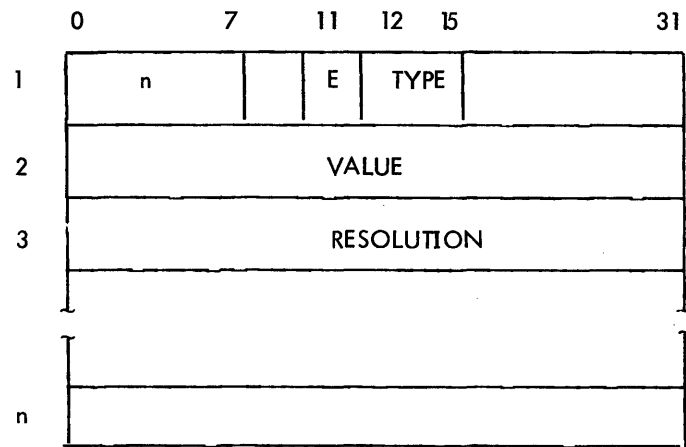 0 7 11 12 15 31
1 n E TYPE
2 VALUE
3 RESOLUTION
n